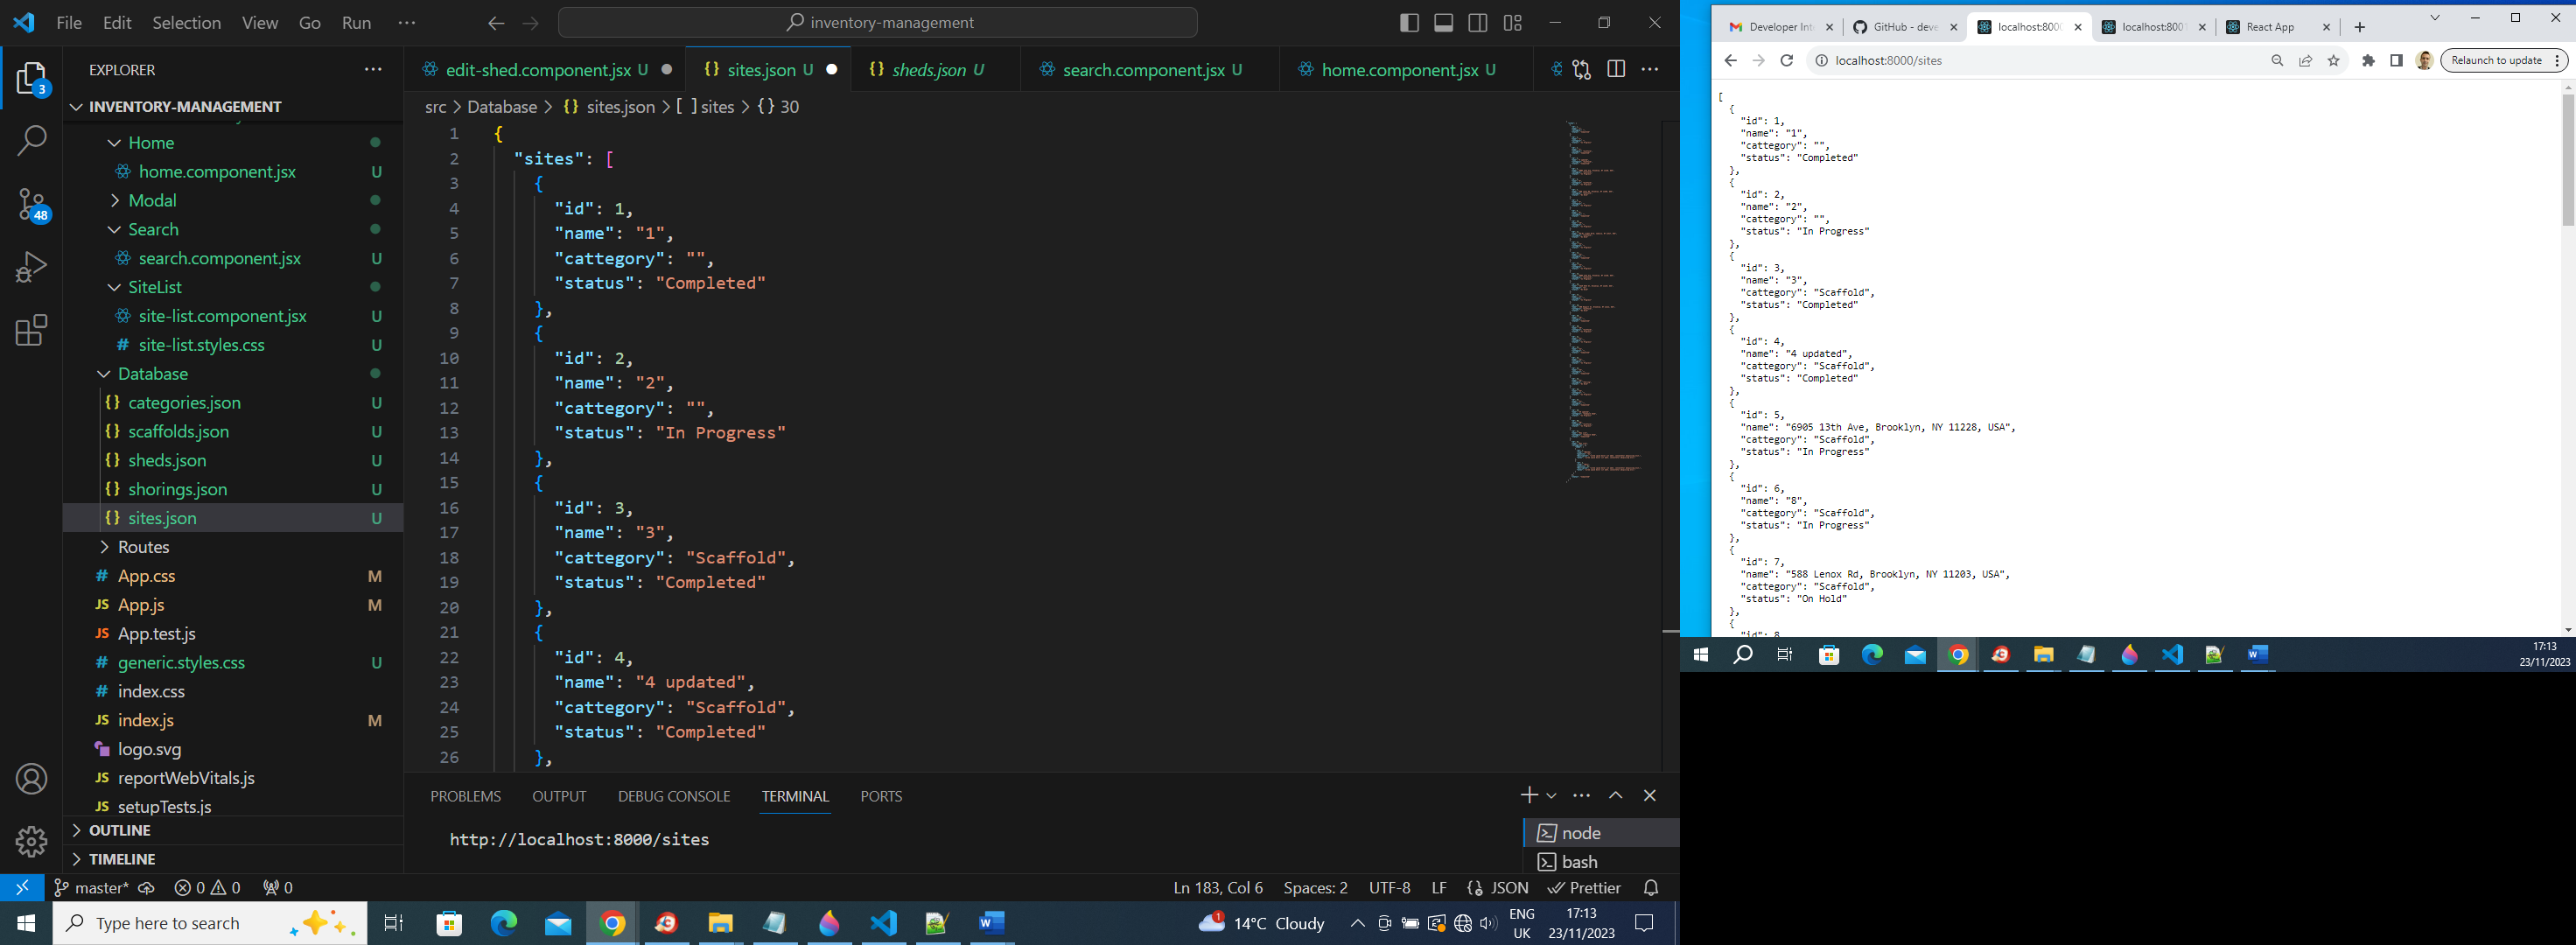 File Edit Selection View Go Run ···
inventory-management
EXPLORER
INVENTORY-MANAGEMENT
Home
home.component.jsx U
Modal
Search
search.component.jsx U
SiteList
site-list.component.jsx U
site-list.styles.css U
Database
categories.json U
scaffolds.json U
sheds.json U
shorings.json U
sites.json U
Routes
App.css M
App.js M
App.test.js
generic.styles.css U
index.css
index.js M
logo.svg
reportWebVitals.js
setupTests.js
OUTLINE
TIMELINE
3
48
edit-shed.component.jsx U
sites.json U
sheds.json U
search.component.jsx U
home.component.jsx U
src > Database > {} sites.json > [ ] sites > {} 30
1 {
2 "sites": [
3 {
4 "id": 1,
5 "name": "1",
6 "cattegory": "",
7 "status": "Completed"
8 },
9 {
10 "id": 2,
11 "name": "2",
12 "cattegory": "",
13 "status": "In Progress"
14 },
15 {
16 "id": 3,
17 "name": "3",
18 "cattegory": "Scaffold",
19 "status": "Completed"
20 },
21 {
22 "id": 4,
23 "name": "4 updated",
24 "cattegory": "Scaffold",
25 "status": "Completed"
26 },
PROBLEMS OUTPUT DEBUG CONSOLE TERMINAL PORTS
http://localhost:8000/sites
node
bash
master* 0 0 0
Ln 183, Col 6 Spaces: 2 UTF-8 LF {} JSON Prettier
Type here to search
1 14°C Cloudy
ENG
UK
17:13
23/11/2023
Developer Int
GitHub - deve
localhost:800
localhost:800
React App
localhost:8000/sites
Relaunch to update
[
{
"id": 1,
"name": "1",
"cattegory": "",
"status": "Completed"
},
{
"id": 2,
"name": "2",
"cattegory": "",
"status": "In Progress"
},
{
"id": 3,
"name": "3",
"cattegory": "Scaffold",
"status": "Completed"
},
{
"id": 4,
"name": "4 updated",
"cattegory": "Scaffold",
"status": "Completed"
},
{
"id": 5,
"name": "6905 13th Ave, Brooklyn, NY 11228, USA",
"cattegory": "Scaffold",
"status": "In Progress"
},
{
"id": 6,
"name": "8",
"cattegory": "Scaffold",
"status": "In Progress"
},
{
"id": 7,
"name": "588 Lenox Rd, Brooklyn, NY 11203, USA",
"cattegory": "Scaffold",
"status": "On Hold"
},
{
"id": 8
17:13
23/11/2023